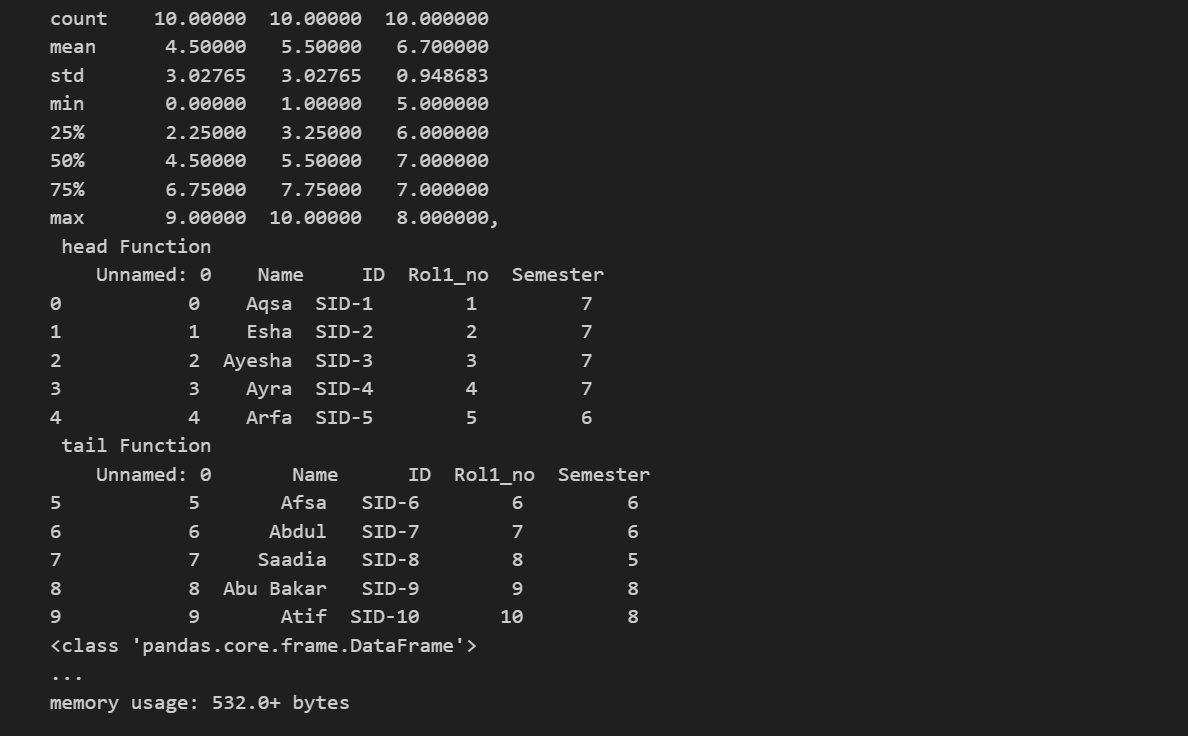 count    10.00000  10.00000  10.000000
mean      4.50000   5.50000   6.700000
std       3.02765   3.02765   0.948683
min       0.00000   1.00000   5.000000
25%       2.25000   3.25000   6.000000
50%       4.50000   5.50000   7.000000
75%       6.75000   7.75000   7.000000
max       9.00000  10.00000   8.000000,
 head Function
    Unnamed: 0    Name     ID  Rol1_no  Semester
0           0    Aqsa  SID-1        1         7
1           1    Esha  SID-2        2         7
2           2  Ayesha  SID-3        3         7
3           3    Ayra  SID-4        4         7
4           4    Arfa  SID-5        5         6
 tail Function
    Unnamed: 0       Name      ID  Rol1_no  Semester
5           5       Afsa   SID-6        6         6
6           6      Abdul   SID-7        7         6
7           7     Saadia   SID-8        8         5
8           8  Abu Bakar   SID-9        9         8
9           9       Atif  SID-10       10         8
<class 'pandas.core.frame.DataFrame'>
...
memory usage: 532.0+ bytes